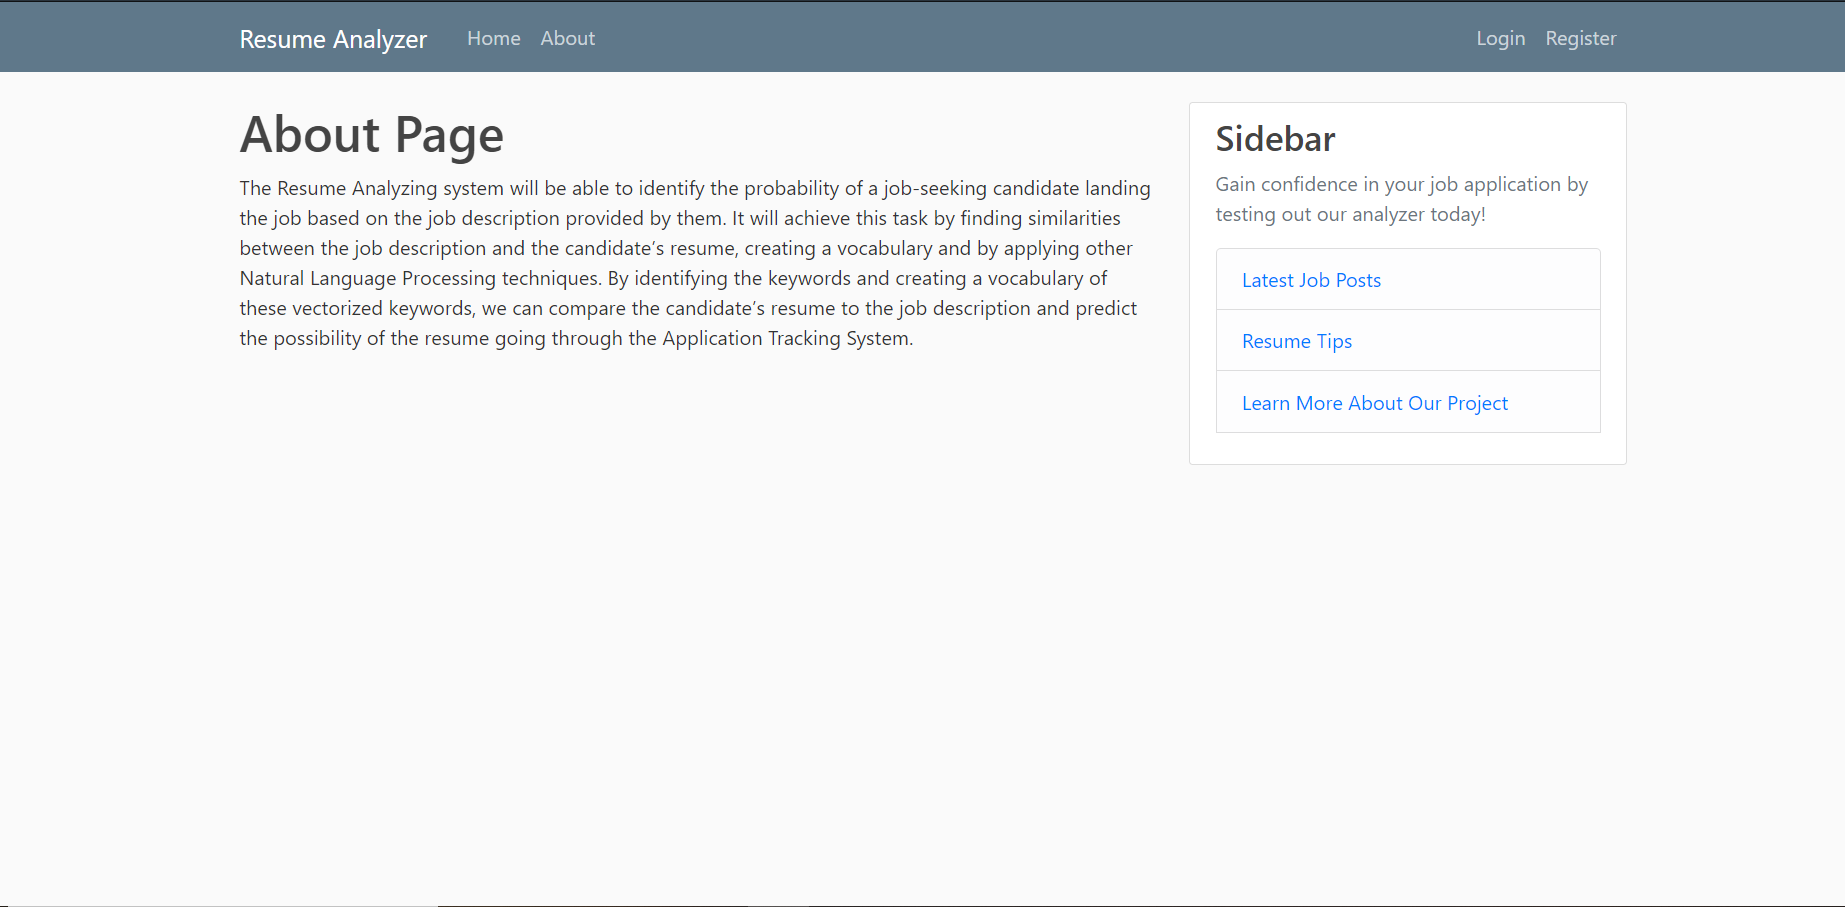 Resume Analyzer Home About Login Register
About Page
The Resume Analyzing system will be able to identify the probability of a job-seeking candidate landing
the job based on the job description provided by them. It will achieve this task by finding similarities
between the job description and the candidate’s resume, creating a vocabulary and by applying other
Natural Language Processing techniques. By identifying the keywords and creating a vocabulary of
these vectorized keywords, we can compare the candidate’s resume to the job description and predict
the possibility of the resume going through the Application Tracking System.
Sidebar
Gain confidence in your job application by
testing out our analyzer today!
Latest Job Posts
Resume Tips
Learn More About Our Project